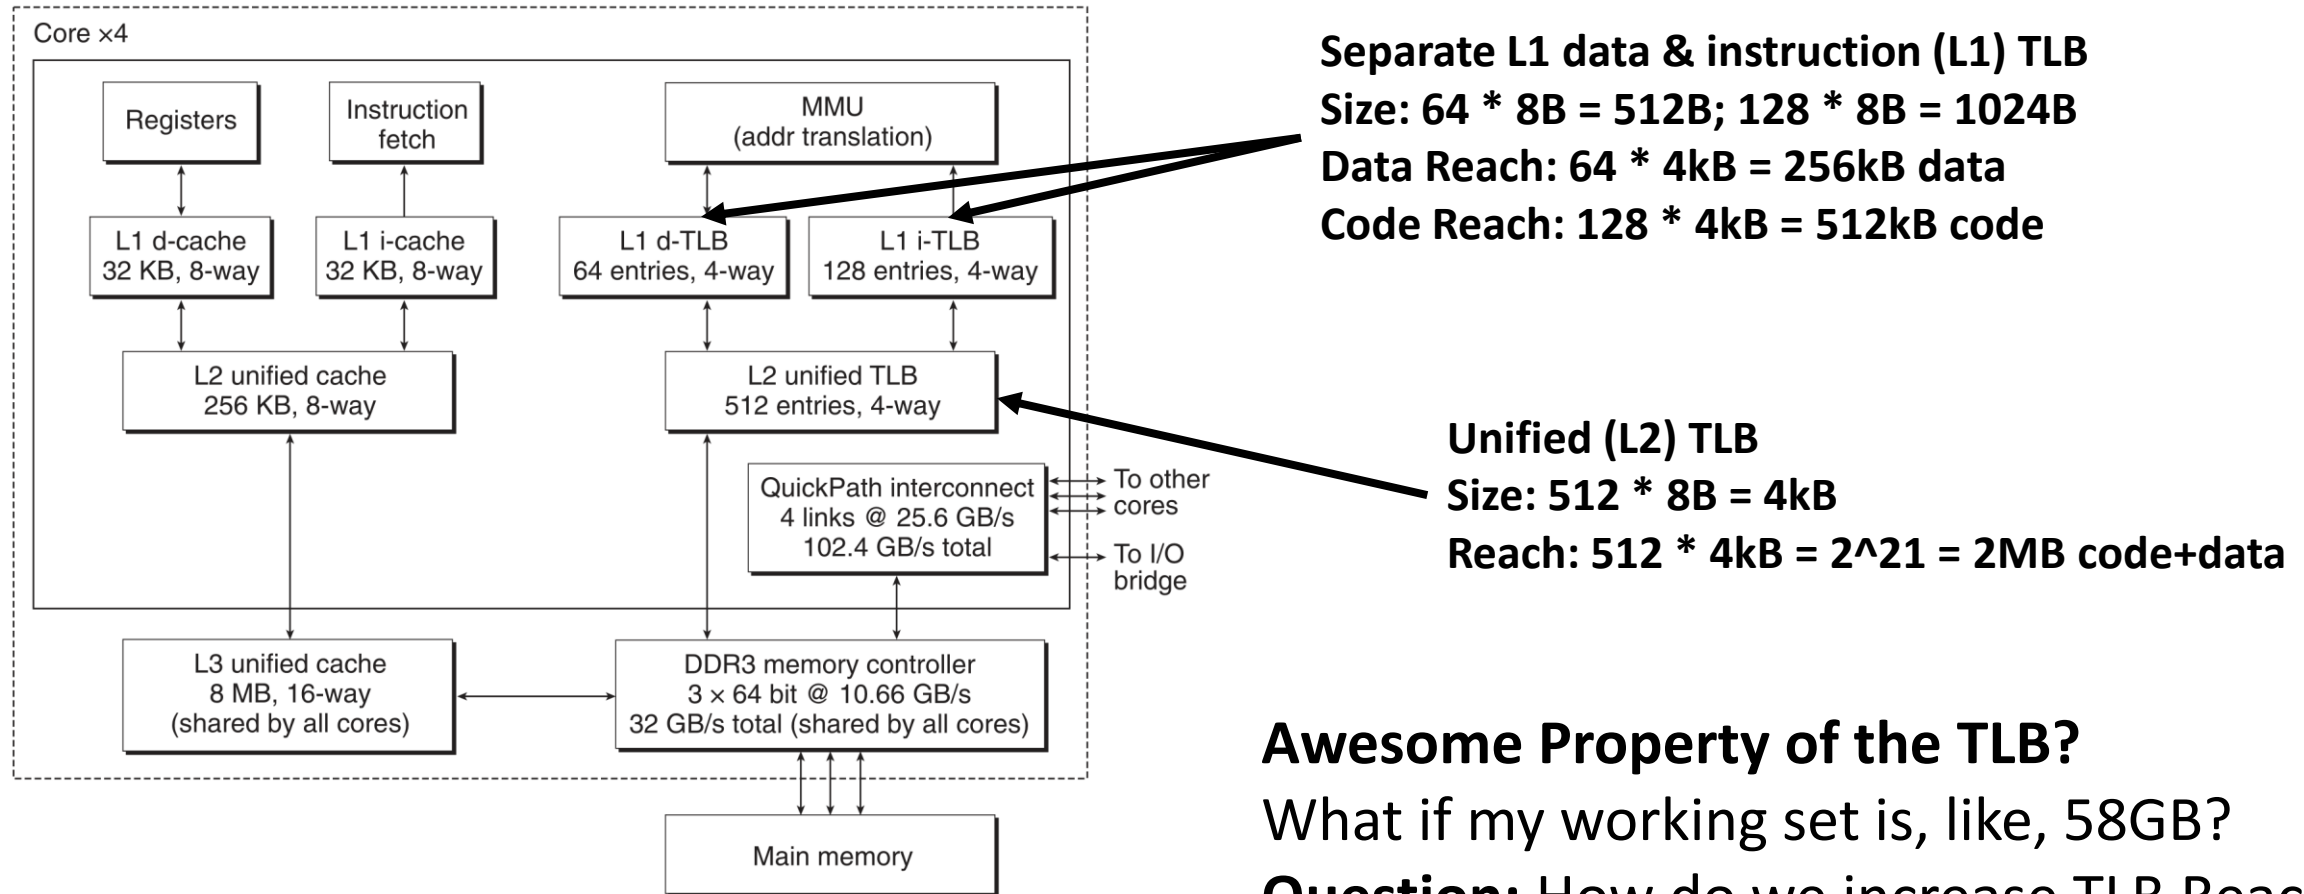 Core ×4
Registers
Instruction
fetch
MMU
(addr translation)
L1 d-cache
32 KB, 8-way
L1 i-cache
32 KB, 8-way
L1 d-TLB
64 entries, 4-way
L1 i-TLB
128 entries, 4-way
L2 unified cache
256 KB, 8-way
L2 unified TLB
512 entries, 4-way
QuickPath interconnect
4 links @ 25.6 GB/s
102.4 GB/s total
To other
cores
To I/O
bridge
L3 unified cache
8 MB, 16-way
(shared by all cores)
DDR3 memory controller
3 × 64 bit @ 10.66 GB/s
32 GB/s total (shared by all cores)
Main memory
Separate L1 data & instruction (L1) TLB
Size: 64 * 8B = 512B; 128 * 8B = 1024B
Data Reach: 64 * 4kB = 256kB data
Code Reach: 128 * 4kB = 512kB code
Unified (L2) TLB
Size: 512 * 8B = 4kB
Reach: 512 * 4kB = 2^21 = 2MB code+data
Awesome Property of the TLB?
What if my working set is, like, 58GB?
Question: How do we increase TLB